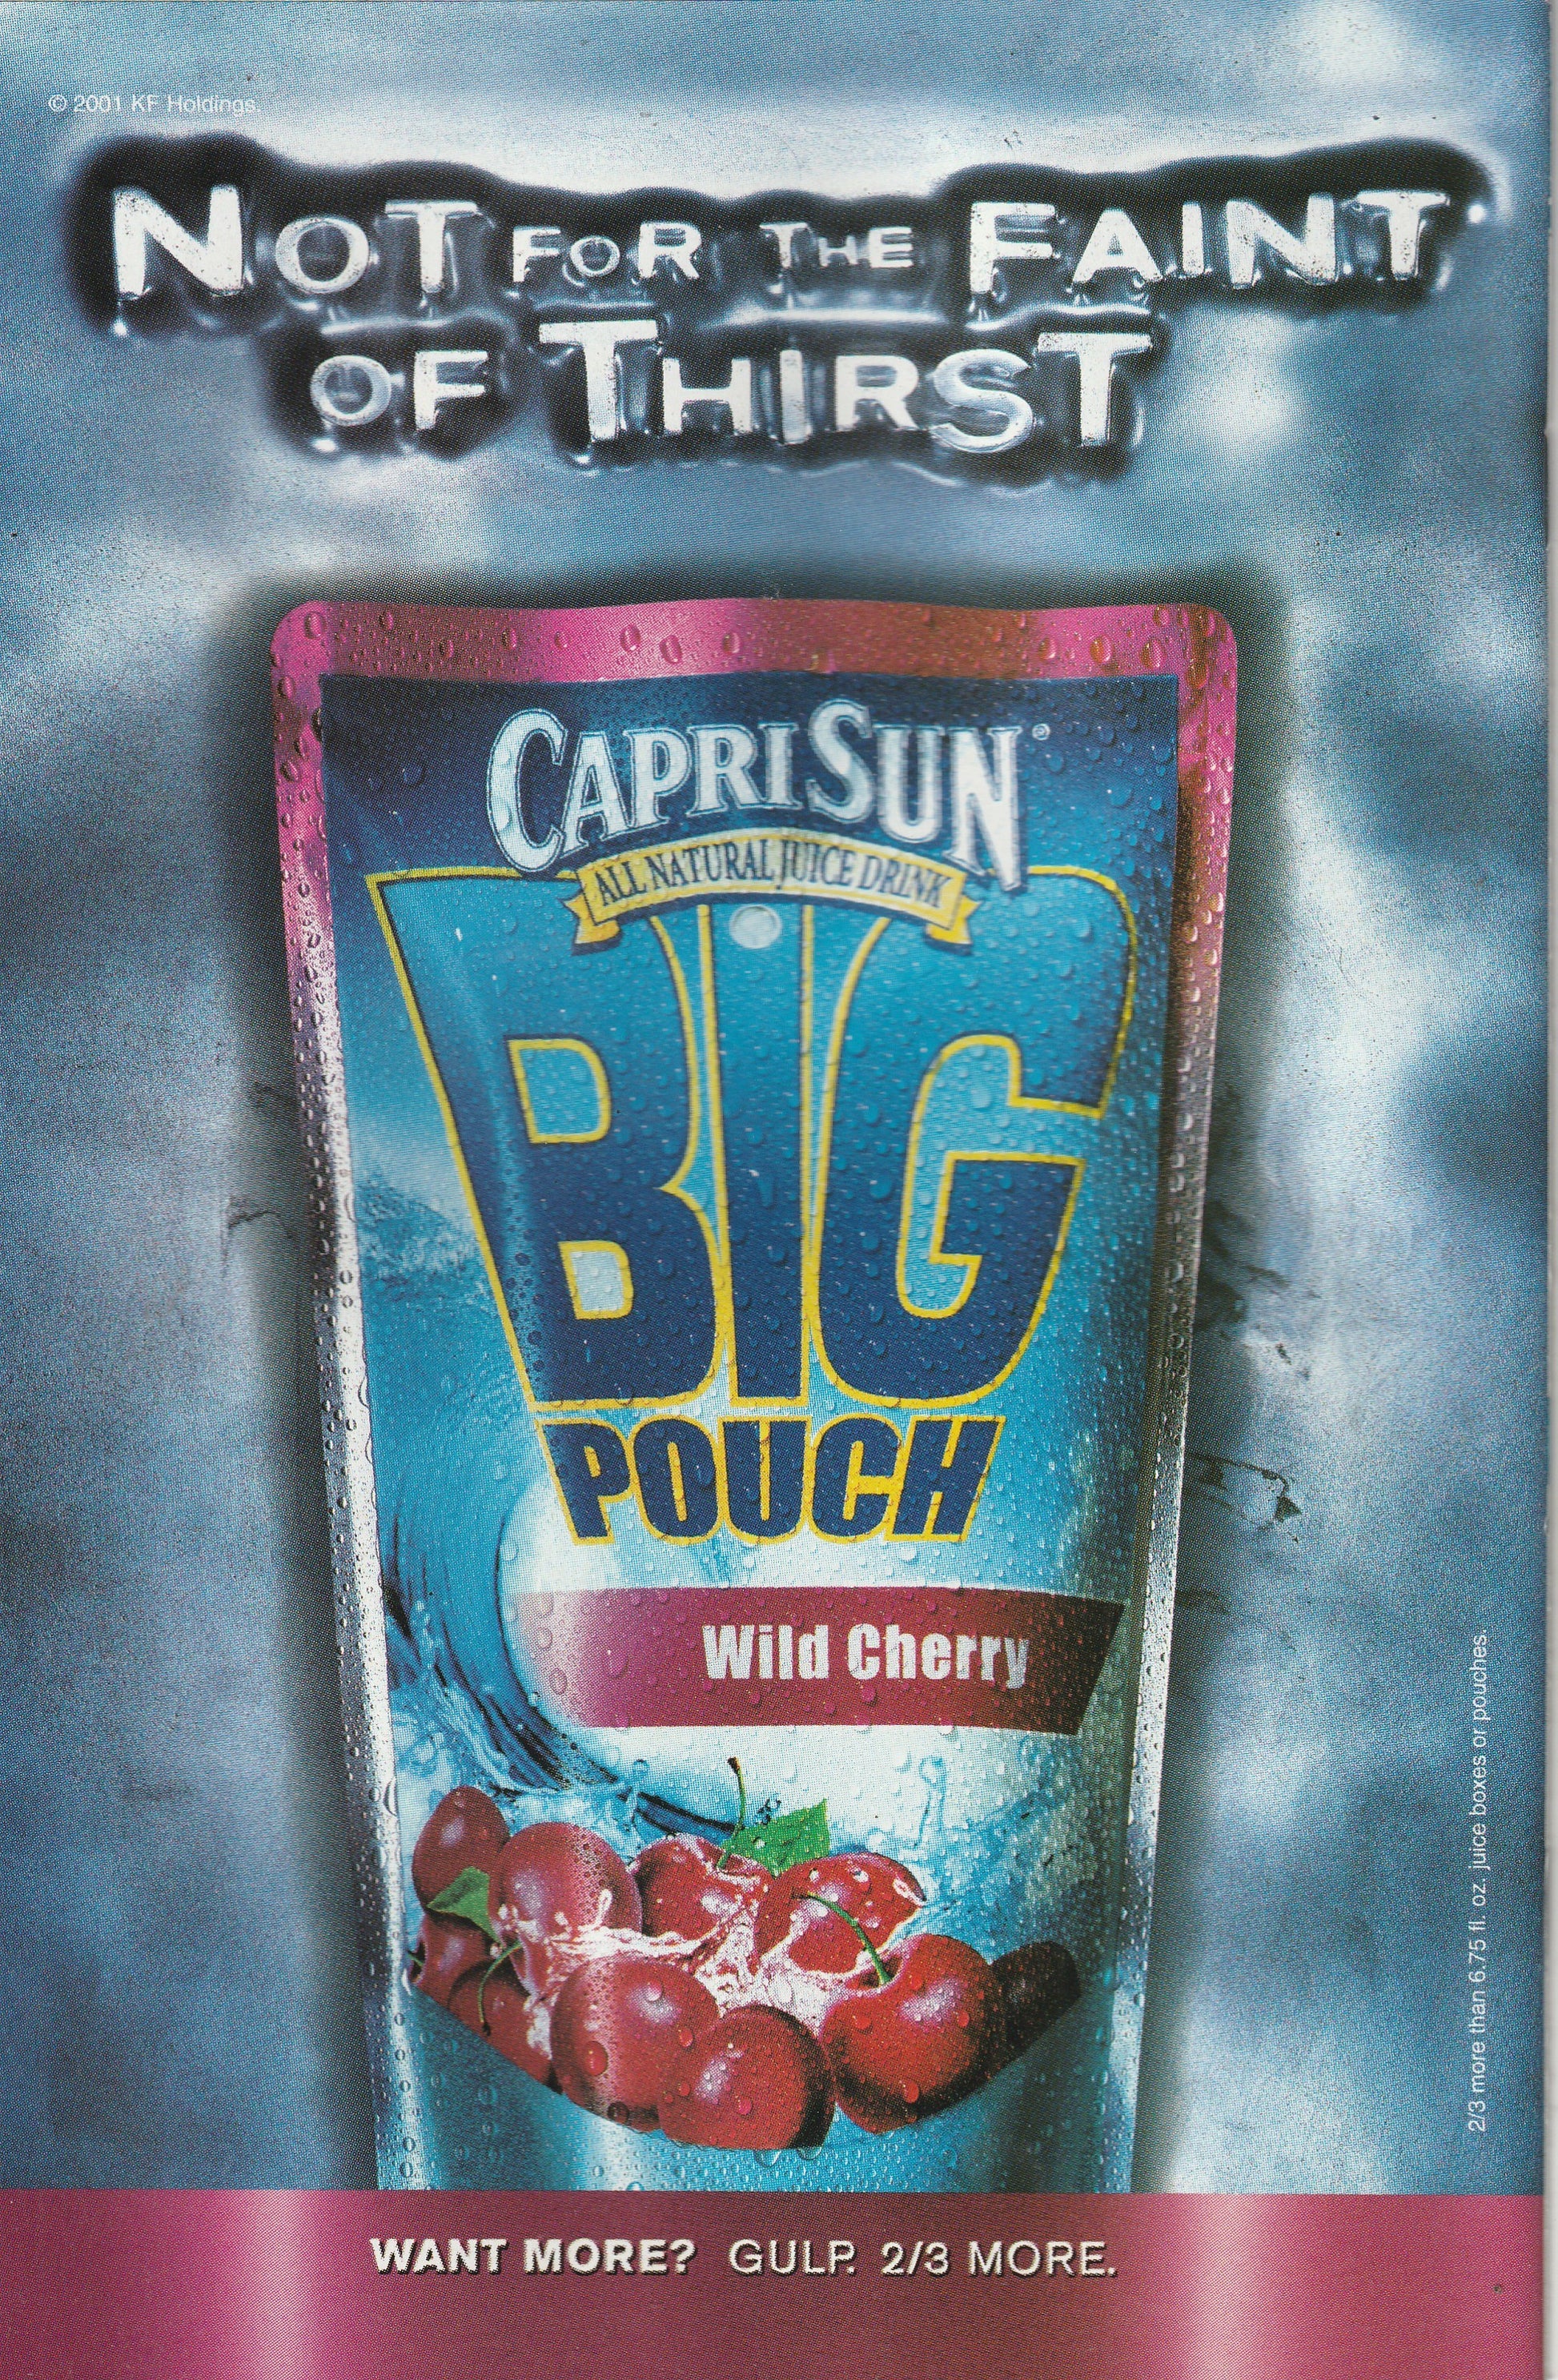 © 2001 KF Holdings.
NOT FOR THE FAINT
OF THIRST
CAPRI SUN®
ALL NATURAL JUICE DRINK
BIG
POUCH
Wild Cherry
2/3 more than 6.75 fl. oz. juice boxes or pouches.
WANT MORE? GULP. 2/3 MORE.